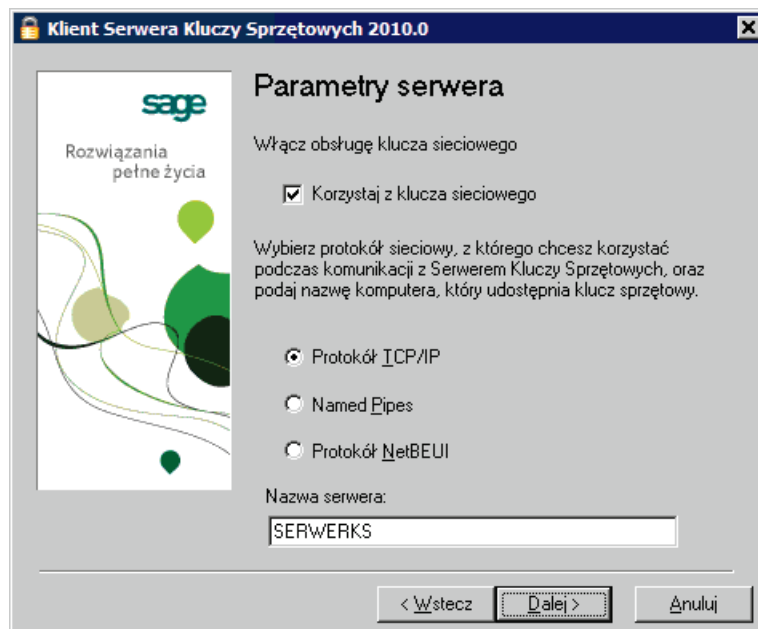 Klient Serwera Kluczy Sprzętowych 2010.0
sage
Rozwiązania
pełne życia
Parametry serwera
Włącz obsługę klucza sieciowego
Korzystaj z klucza sieciowego
Wybierz protokół sieciowy, z którego chcesz korzystać
podczas komunikacji z Serwerem Kluczy Sprzętowych, oraz
podaj nazwę komputera, który udostępnia klucz sprzętowy.
Protokół TCP/IP
Named Pipes
Protokół NetBEUI
Nazwa serwera:
SERWERKS
< Wstecz
Dalej >
Anuluj